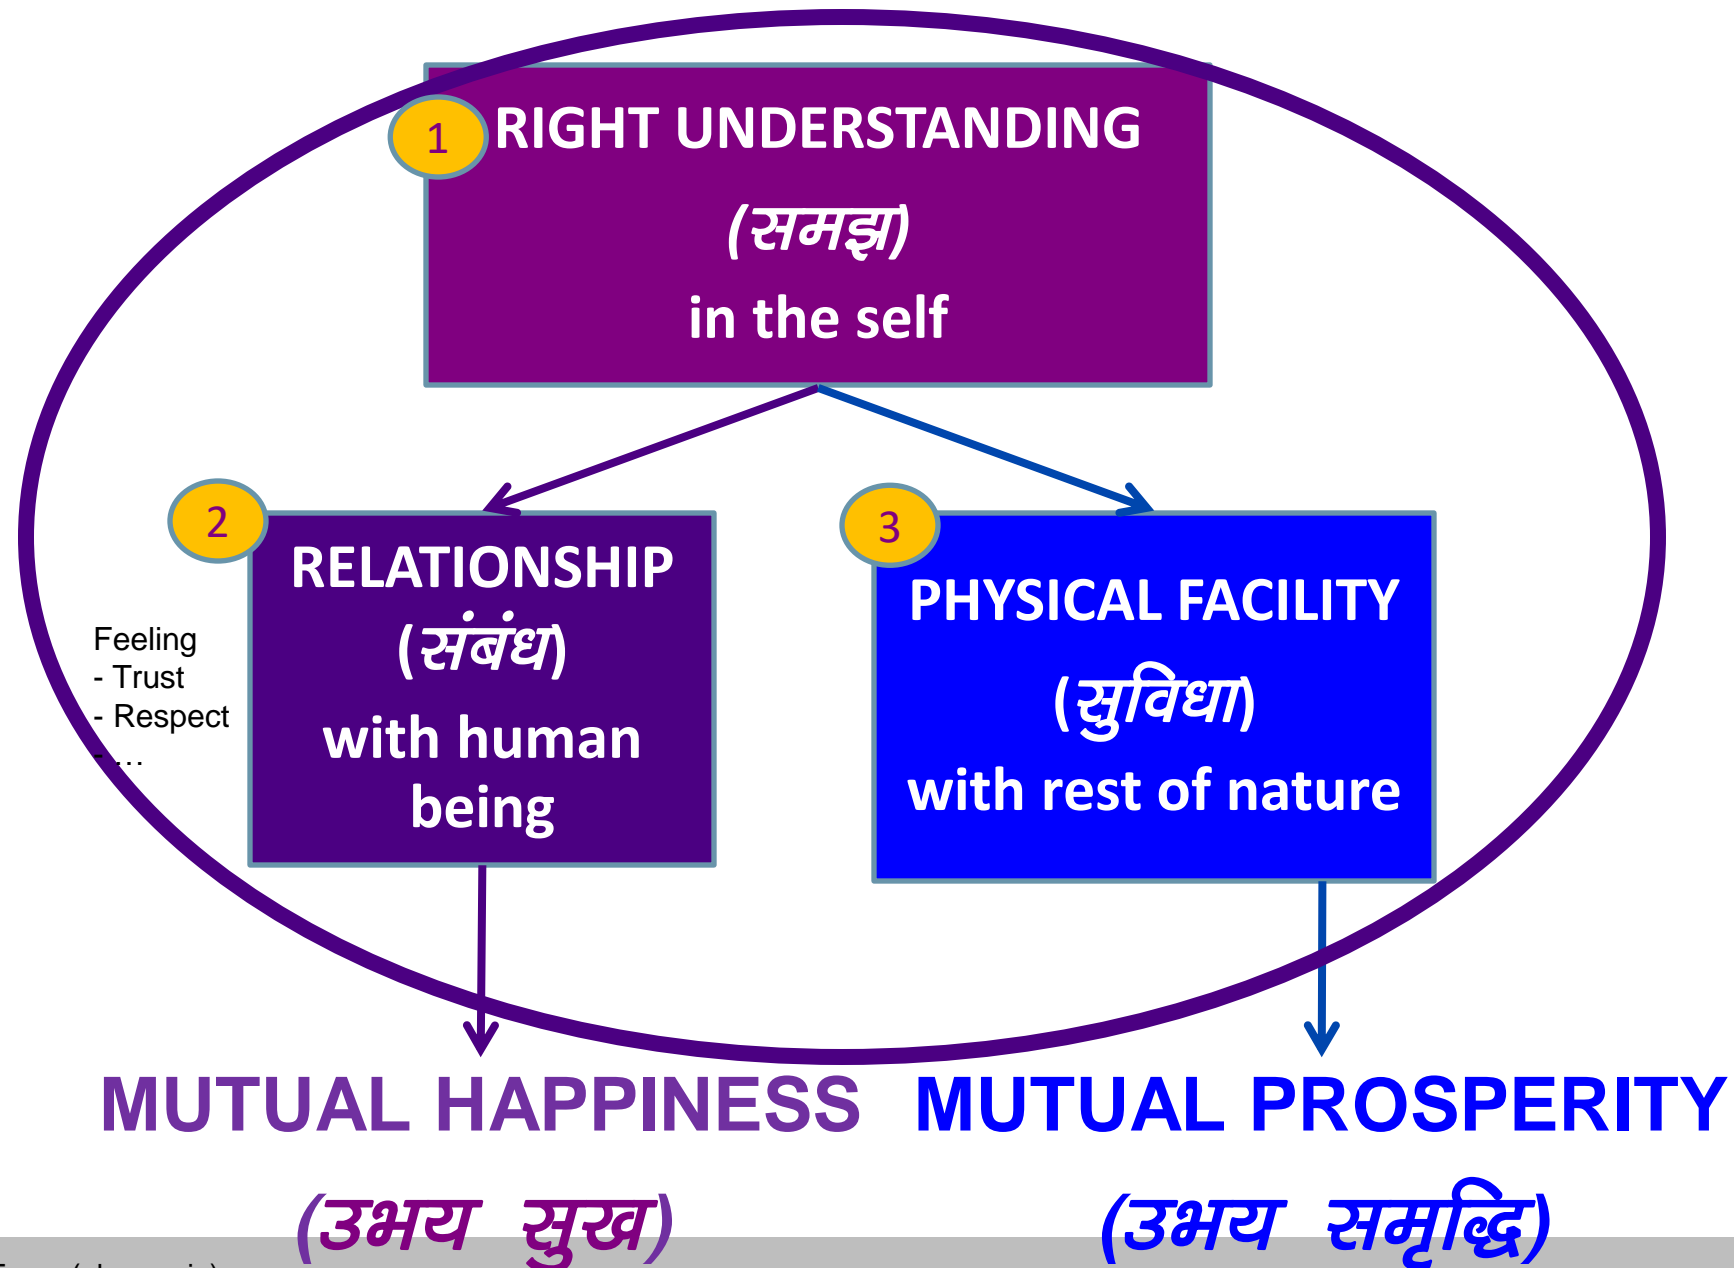 1
RIGHT UNDERSTANDING
(समझ)
in the self
2
RELATIONSHIP
(संबंध)
with human
being
3
PHYSICAL FACILITY
(सुविधा)
with rest of nature
Feeling
- Trust
- Respect
- …
MUTUAL HAPPINESS
(उभय सुख)
MUTUAL PROSPERITY
(उभय समृद्धि)